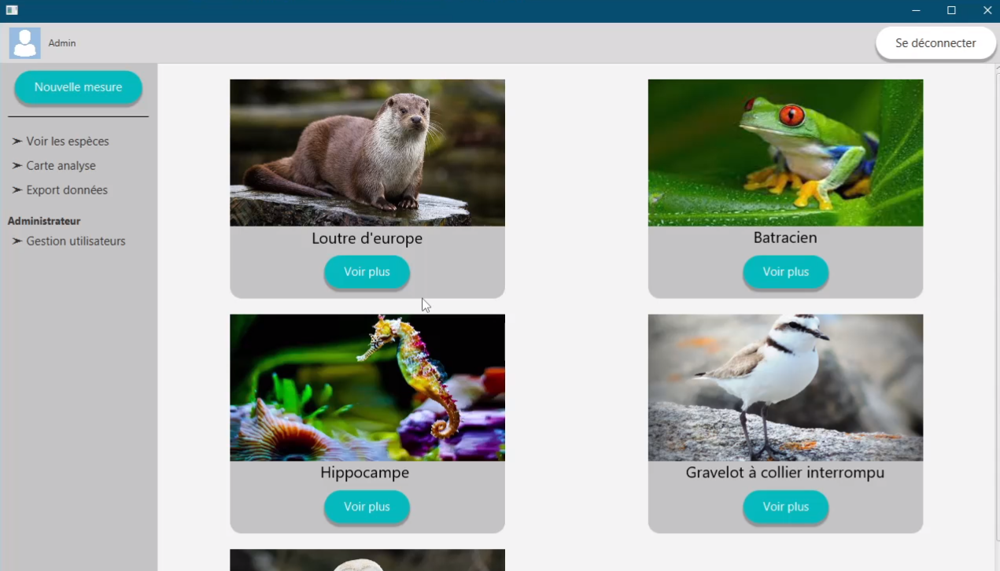 Admin
Se déconnecter
Nouvelle mesure
➤ Voir les espèces
➤ Carte analyse
➤ Export données
Administrateur
➤ Gestion utilisateurs
Loutre d'europe
Voir plus
Batracien
Voir plus
Hippocampe
Voir plus
Gravelot à collier interrompu
Voir plus